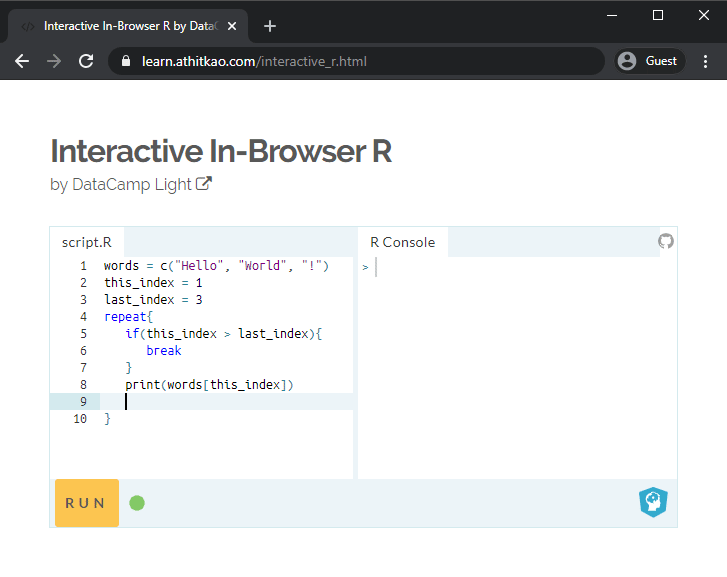 Interactive In-Browser R by Data
learn.athitkao.com/interactive_r.html
Guest
Interactive In-Browser R
by DataCamp Light
script.R
R Console
1 words = c("Hello", "World", "!")
2 this_index = 1
3 last_index = 3
4 repeat{
5 if(this_index > last_index){
6 break
7 }
8 print(words[this_index])
9
10 }
>
RUN